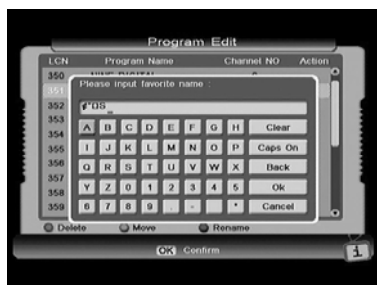 Program Edit
LCN Program Name Channel NO Action
350 NINE DIGITAL
351
Please input favorite name :
352
353
A B C D E F G H Clear
354
I J K L M N O P Caps On
355
356
Q R S T U V W X Back
357
Y Z 0 1 2 3 4 5 Ok
358
6 7 8 9 . - * Cancel
359
Delete Move Rename
OK Confirm
i